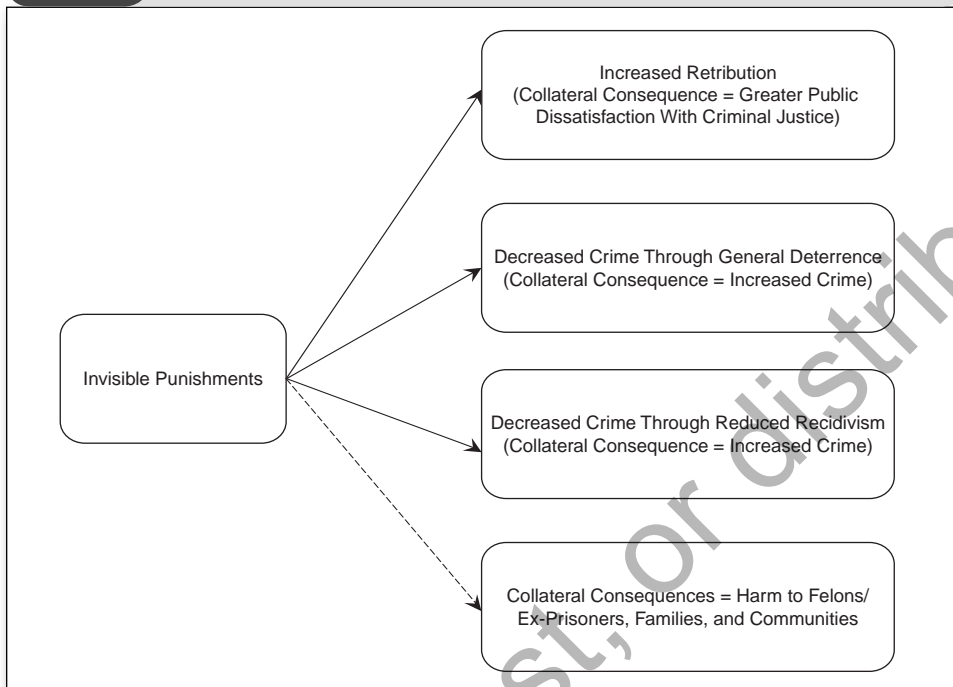 Increased Retribution
(Collateral Consequence = Greater Public
Dissatisfaction With Criminal Justice)
Decreased Crime Through General Deterrence
(Collateral Consequence = Increased Crime)
Invisible Punishments
Decreased Crime Through Reduced Recidivism
(Collateral Consequence = Increased Crime)
Collateral Consequences = Harm to Felons/
Ex-Prisoners, Families, and Communities
or